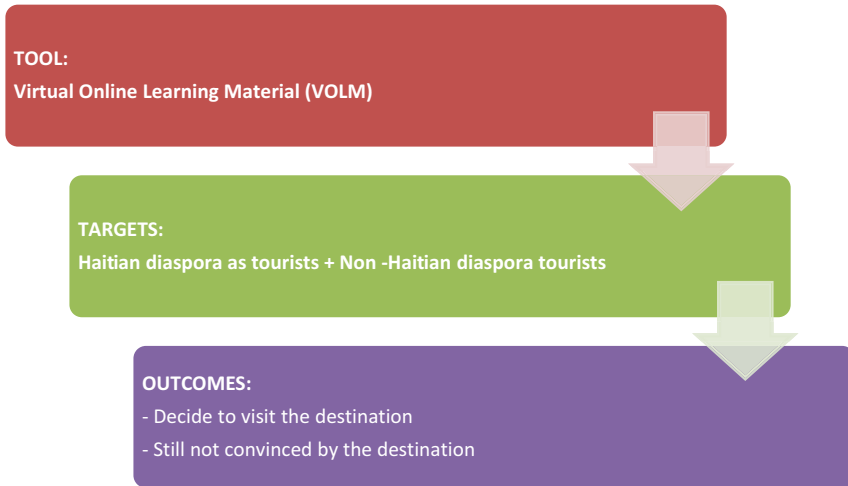 TOOL:
Virtual Online Learning Material (VOLM)
TARGETS:
Haitian diaspora as tourists + Non -Haitian diaspora tourists
OUTCOMES:
- Decide to visit the destination
- Still not convinced by the destination